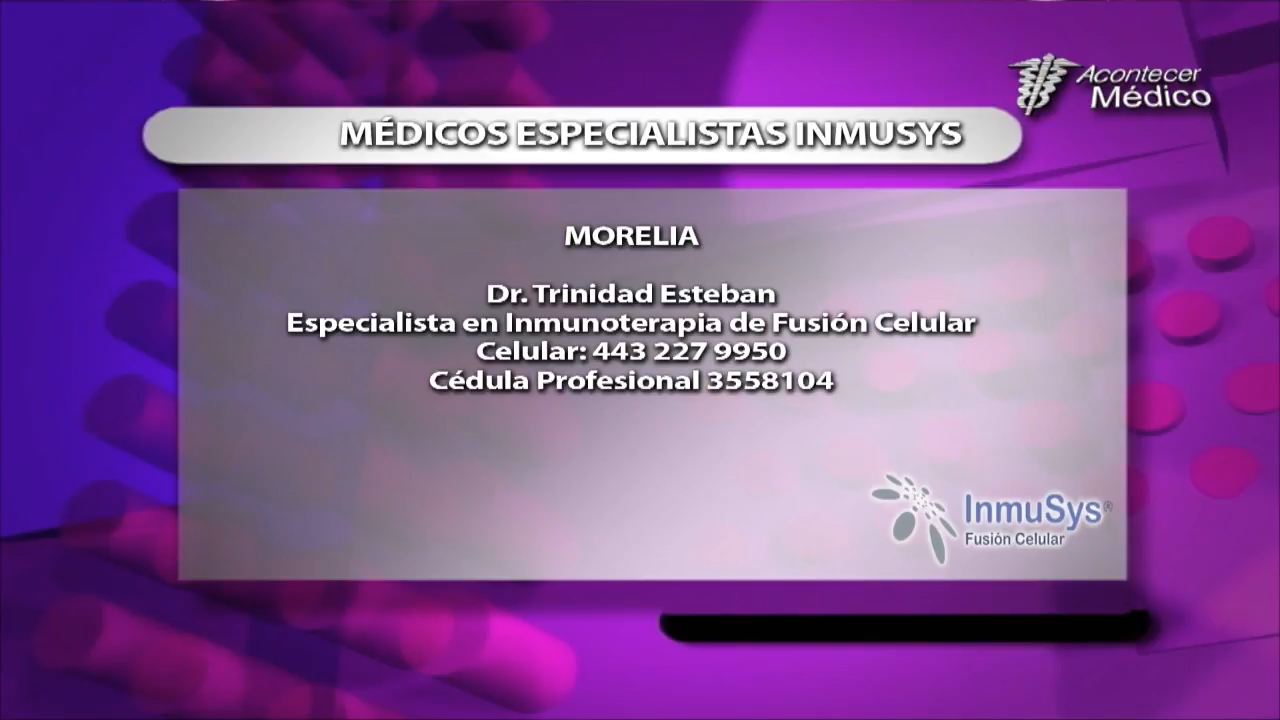 Acontecer
Médico
MÉDICOS ESPECIALISTAS INMUSYS
MORELIA
Dr. Trinidad Esteban
Especialista en Inmunoterapia de Fusión Celular
Celular: 443 227 9950
Cédula Profesional 3558104
InmuSys®
Fusión Celular